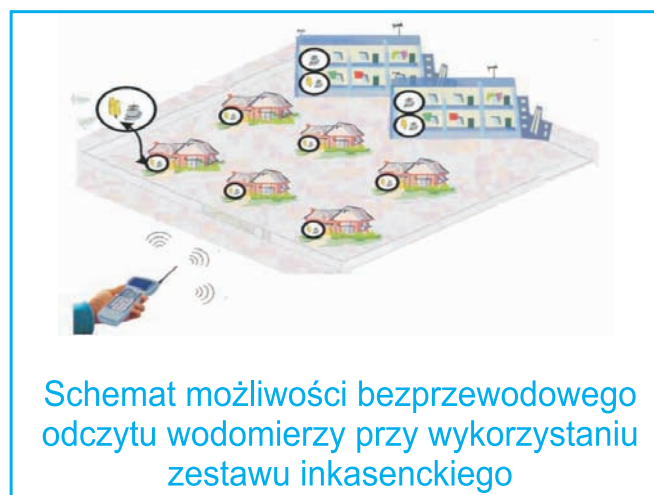 Schemat możliwości bezprzewodowego
odczytu wodomierzy przy wykorzystaniu
zestawu inkasenckiego